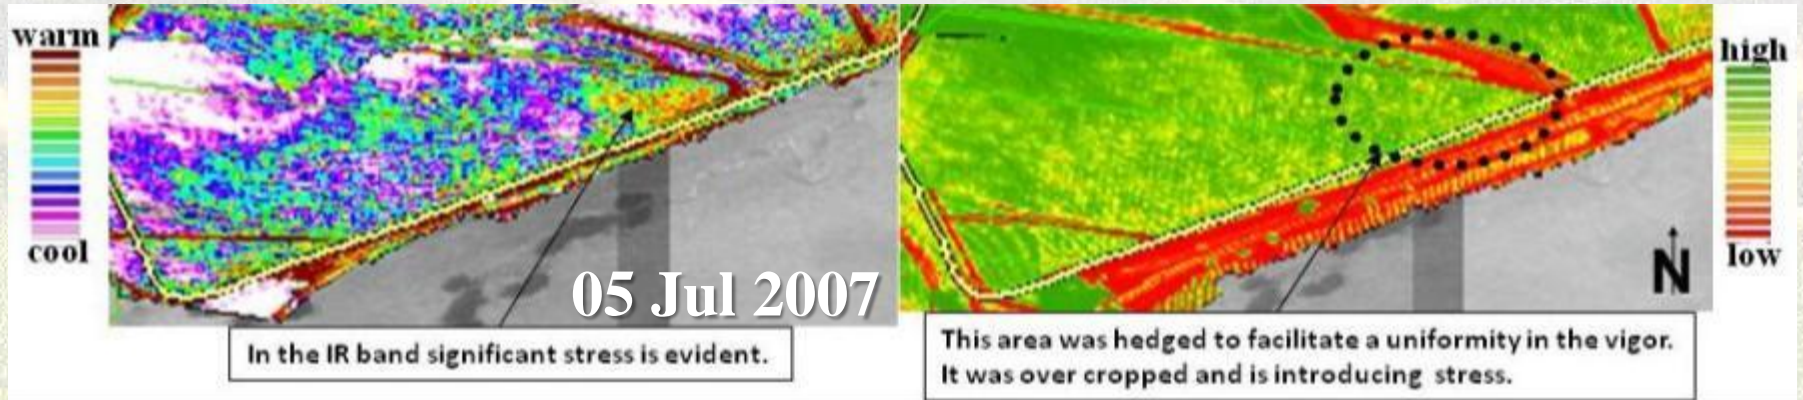 warm
cool
05 Jul 2007
In the IR band significant stress is evident.
high
low
N
This area was hedged to facilitate a uniformity in the vigor.
It was over cropped and is introducing stress.